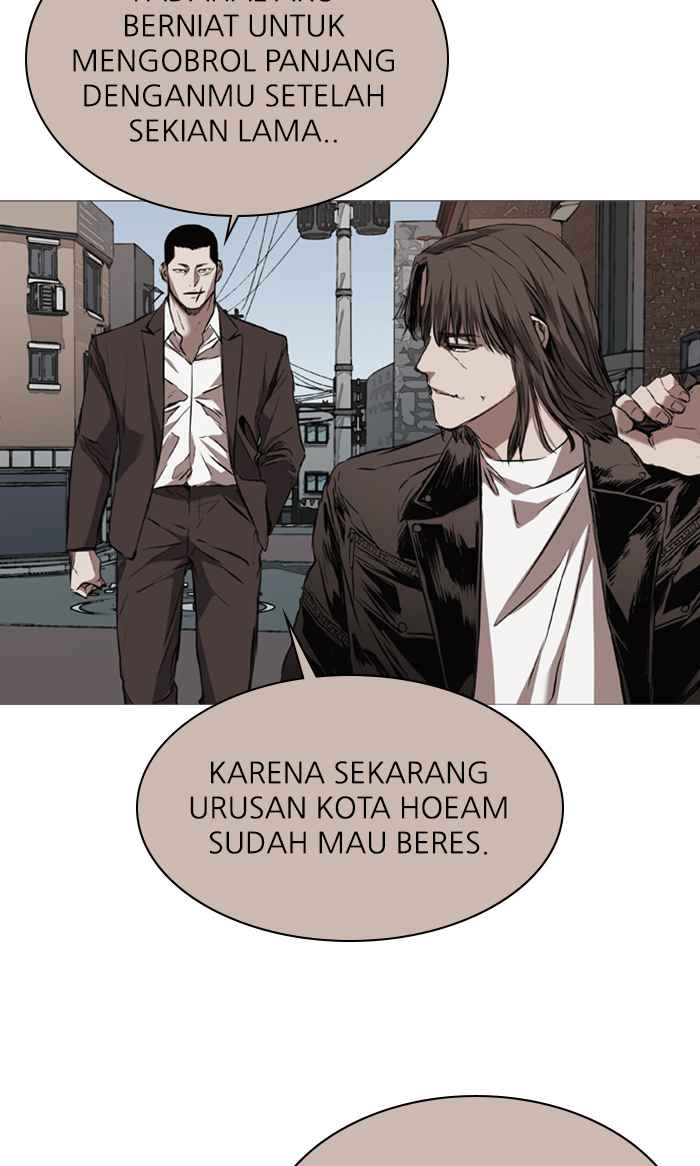 BERNIAT UNTUK
MENGOBROL PANJANG
DENGANMU SETELAH
SEKIAN LAMA..
KARENA SEKARANG
URUSAN KOTA HOEAM
SUDAH MAU BERES.